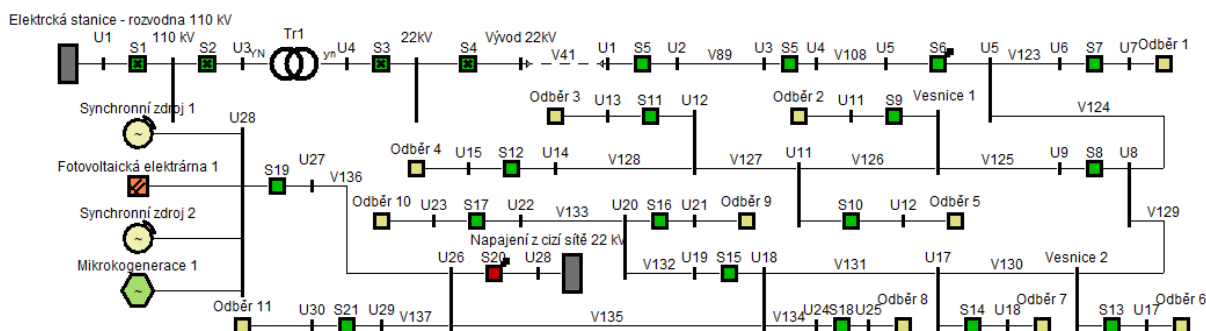 Elektrcká stanice - rozvodna 110 kV
U1 S1 110 kV S2 U3 YN Tr1 yn U4 S3 22kV S4 Vývod 22kV V41 U1 S5 U2 V89 U3 S5 U4 V108 U5 S6 U5 V123 U6 S7 U7 Odběr 1
Synchronní zdroj 1 U28 Odběr 3 U13 S11 U12 Odběr 2 U11 S9 Vesnice 1 V124
Odběr 4 U15 S12 U14 V128 V127 U11 V126 V125 U9 S8 U8
Fotovoltaická elektrárna 1 S19 U27 V136
Odběr 10 U23 S17 U22 V133 U20 S16 U21 Odběr 9 S10 U12 Odběr 5 V129
Synchronní zdroj 2
Napajení z cizí sítě 22 kV
Mikrokogenerace 1 U26 S20 U28 V132 U19 S15 U18 V131 U17 V130 Vesnice 2
Odběr 11 U30 S21 U29 V137 V135 V134 U24 S18 U25 Odběr 8 S14 U18 Odběr 7 S13 U17 Odběr 6